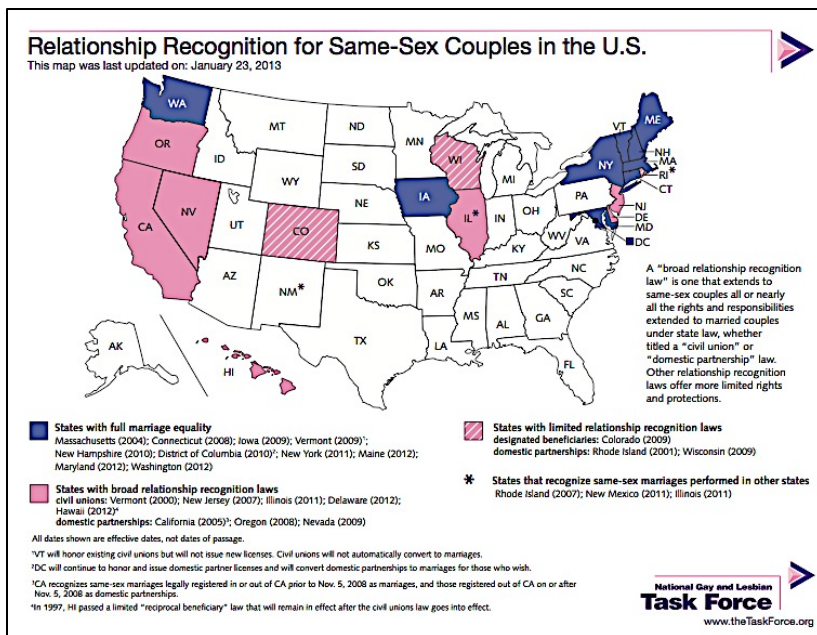 Relationship Recognition for Same-Sex Couples in the U.S.
This map was last updated on: January 23, 2013
WA
OR
CA
NV
ID
MT
WY
UT
CO
AZ
NM*
ND
SD
NE
KS
OK
TX
MN
IA
MO
AR
LA
WI
IL*
MI
IN
OH
KY
TN
MS
AL
GA
FL
SC
NC
VA
WV
PA
NY
VT
ME
NH
MA
RI*
CT
NJ
DE
MD
DC
AK
HI
A "broad relationship recognition
law" is one that extends to
same-sex couples all or nearly
all the rights and responsibilities
extended to married couples
under state law, whether
titled a "civil union" or
"domestic partnership" law.
Other relationship recognition
laws offer more limited rights
and protections.
States with full marriage equality
Massachusetts (2004); Connecticut (2008); Iowa (2009); Vermont (2009)¹;
New Hampshire (2010); District of Columbia (2010)²; New York (2011); Maine (2012);
Maryland (2012); Washington (2012)
States with broad relationship recognition laws
civil unions: Vermont (2000); New Jersey (2007); Illinois (2011); Delaware (2012);
Hawaii (2012)⁴
domestic partnerships: California (2005)³; Oregon (2008); Nevada (2009)
States with limited relationship recognition laws
designated beneficiaries: Colorado (2009)
domestic partnerships: Rhode Island (2001); Wisconsin (2009)
* States that recognize same-sex marriages performed in other states
Rhode Island (2007); New Mexico (2011); Illinois (2011)
All dates shown are effective dates, not dates of passage.
¹VT will honor existing civil unions but will not issue new licenses. Civil unions will not automatically convert to marriages.
²DC will continue to honor and issue domestic partner licenses and will convert domestic partnerships to marriages for those who wish.
³CA recognizes same-sex marriages legally registered in or out of CA prior to Nov. 5, 2008 as marriages, and those registered out of CA on or after
Nov. 5, 2008 as domestic partnerships.
⁴In 1997, HI passed a limited "reciprocal beneficiary" law that will remain in effect after the civil unions law goes into effect.
National Gay and Lesbian
Task Force
www.theTaskForce.org